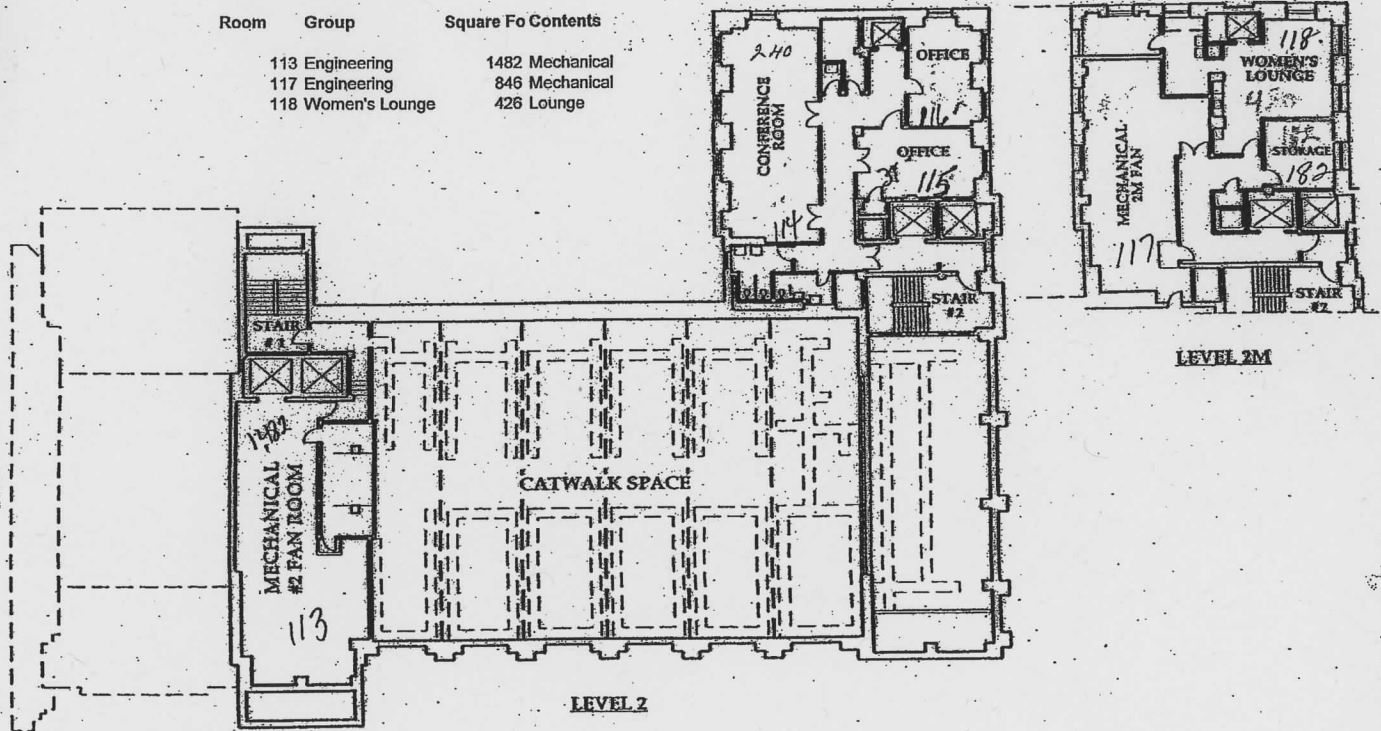 Room Group Square Fo Contents
113 Engineering 1482 Mechanical
117 Engineering 846 Mechanical
118 Women's Lounge 426 Lounge
240
CONFERENCE
ROOM
114
OFFICE
116
OFFICE
115
STAIR
#2
118
WOMEN'S
LOUNGE
STORAGE
182
MECHANICAL
2M FAN
117
STAIR
#2
LEVEL 2M
STAIR
1482
MECHANICAL
#2 FAN ROOM
113
CATWALK SPACE
LEVEL 2